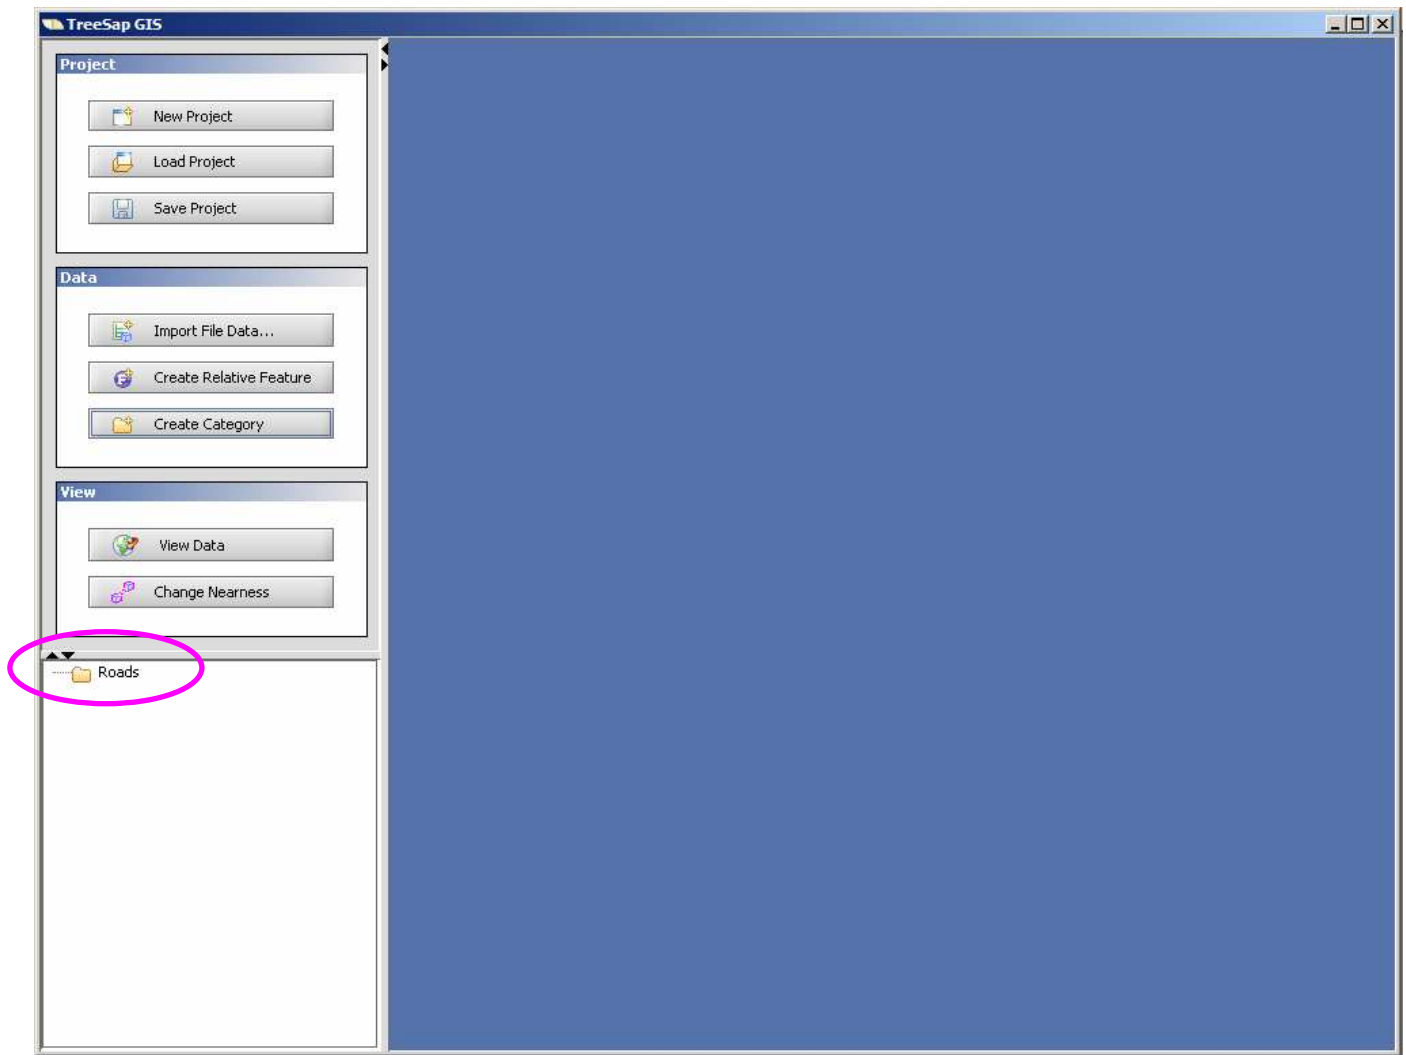 TreeSap GIS
Project
New Project
Load Project
Save Project
Data
Import File Data...
Create Relative Feature
Create Category
View
View Data
Change Nearness
Roads